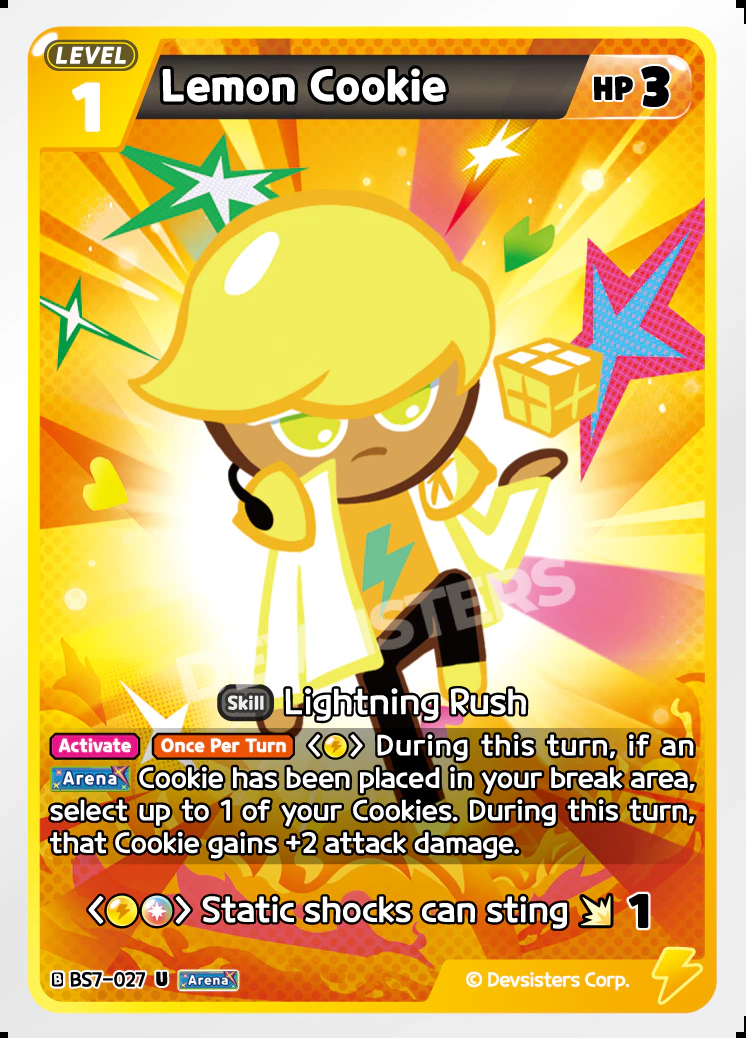 LEVEL
1
Lemon Cookie
HP 3
DEVSISTERS
Skill Lightning Rush
Activate Once Per Turn < > During this turn, if an
Arena Cookie has been placed in your break area,
select up to 1 of your Cookies. During this turn,
that Cookie gains +2 attack damage.
< > Static shocks can sting 1
B BS7-027 U Arena © Devsisters Corp.